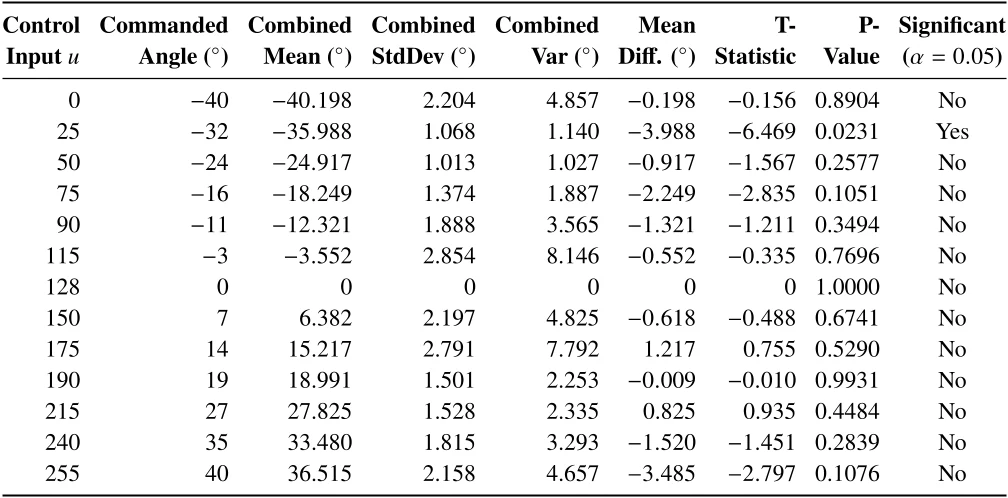 Control Commanded Combined Combined Combined Mean T- P- Significant
Input u Angle (°) Mean (°) StdDev (°) Var (°) Diff. (°) Statistic Value (α = 0.05)
0 −40 −40.198 2.204 4.857 −0.198 −0.156 0.8904 No
25 −32 −35.988 1.068 1.140 −3.988 −6.469 0.0231 Yes
50 −24 −24.917 1.013 1.027 −0.917 −1.567 0.2577 No
75 −16 −18.249 1.374 1.887 −2.249 −2.835 0.1051 No
90 −11 −12.321 1.888 3.565 −1.321 −1.211 0.3494 No
115 −3 −3.552 2.854 8.146 −0.552 −0.335 0.7696 No
128 0 0 0 0 0 0 1.0000 No
150 7 6.382 2.197 4.825 −0.618 −0.488 0.6741 No
175 14 15.217 2.791 7.792 1.217 0.755 0.5290 No
190 19 18.991 1.501 2.253 −0.009 −0.010 0.9931 No
215 27 27.825 1.528 2.335 0.825 0.935 0.4484 No
240 35 33.480 1.815 3.293 −1.520 −1.451 0.2839 No
255 40 36.515 2.158 4.657 −3.485 −2.797 0.1076 No